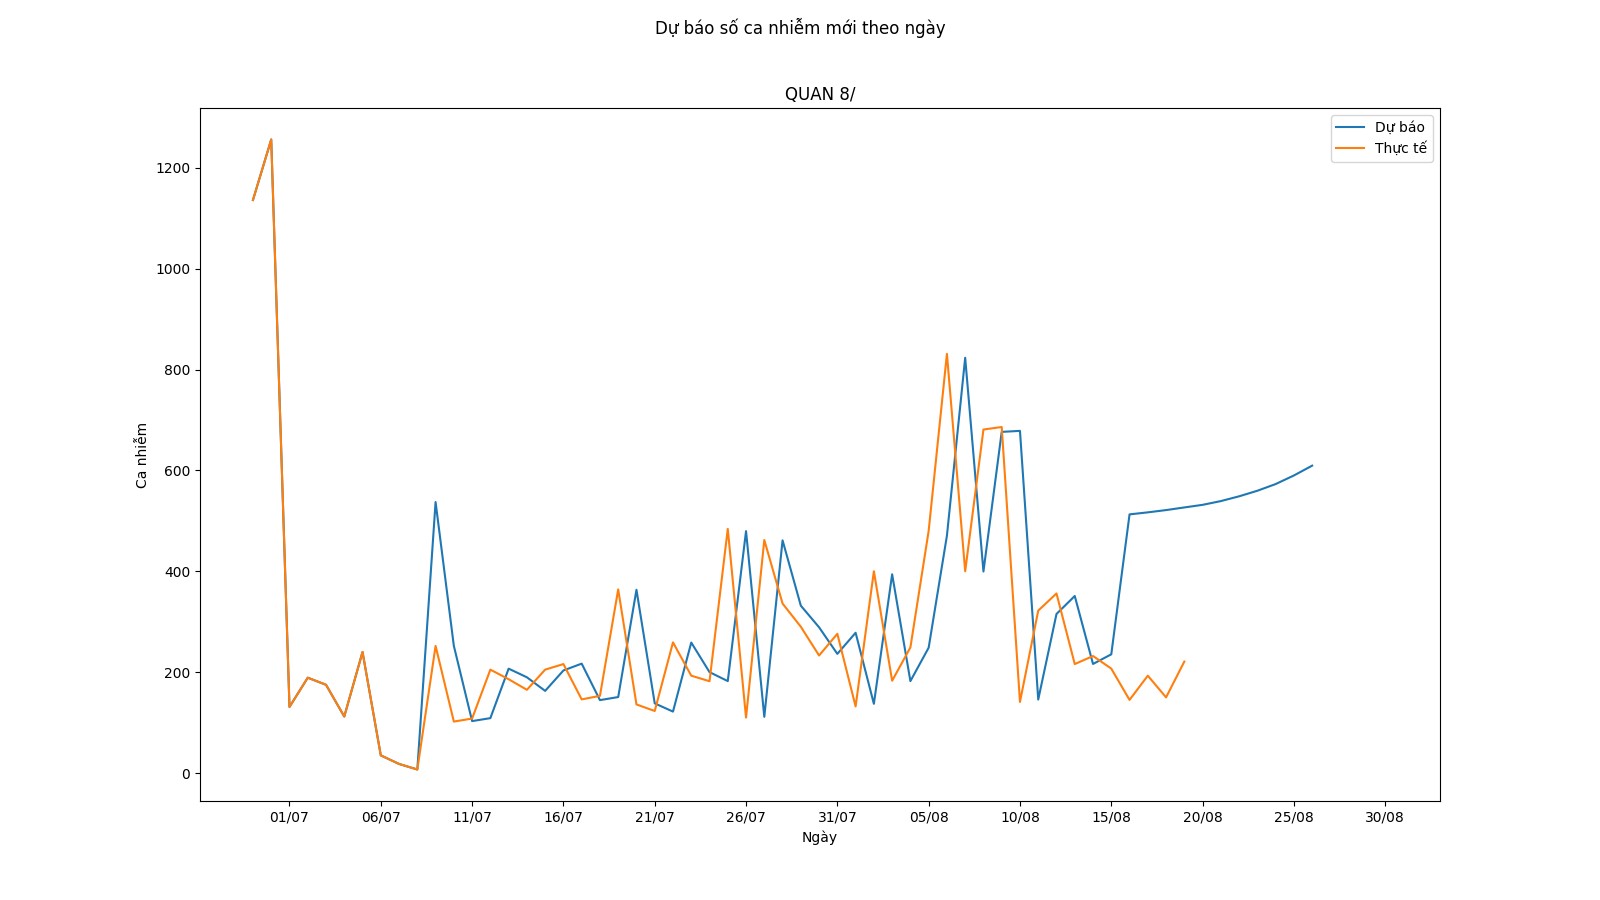 Dự báo số ca nhiễm mới theo ngày
QUAN 8/
Dự báo
Thực tế
1200
1000
800
600
400
200
0
Ca nhiễm
01/07 06/07 11/07 16/07 21/07 26/07 31/07 05/08 10/08 15/08 20/08 25/08 30/08
Ngày